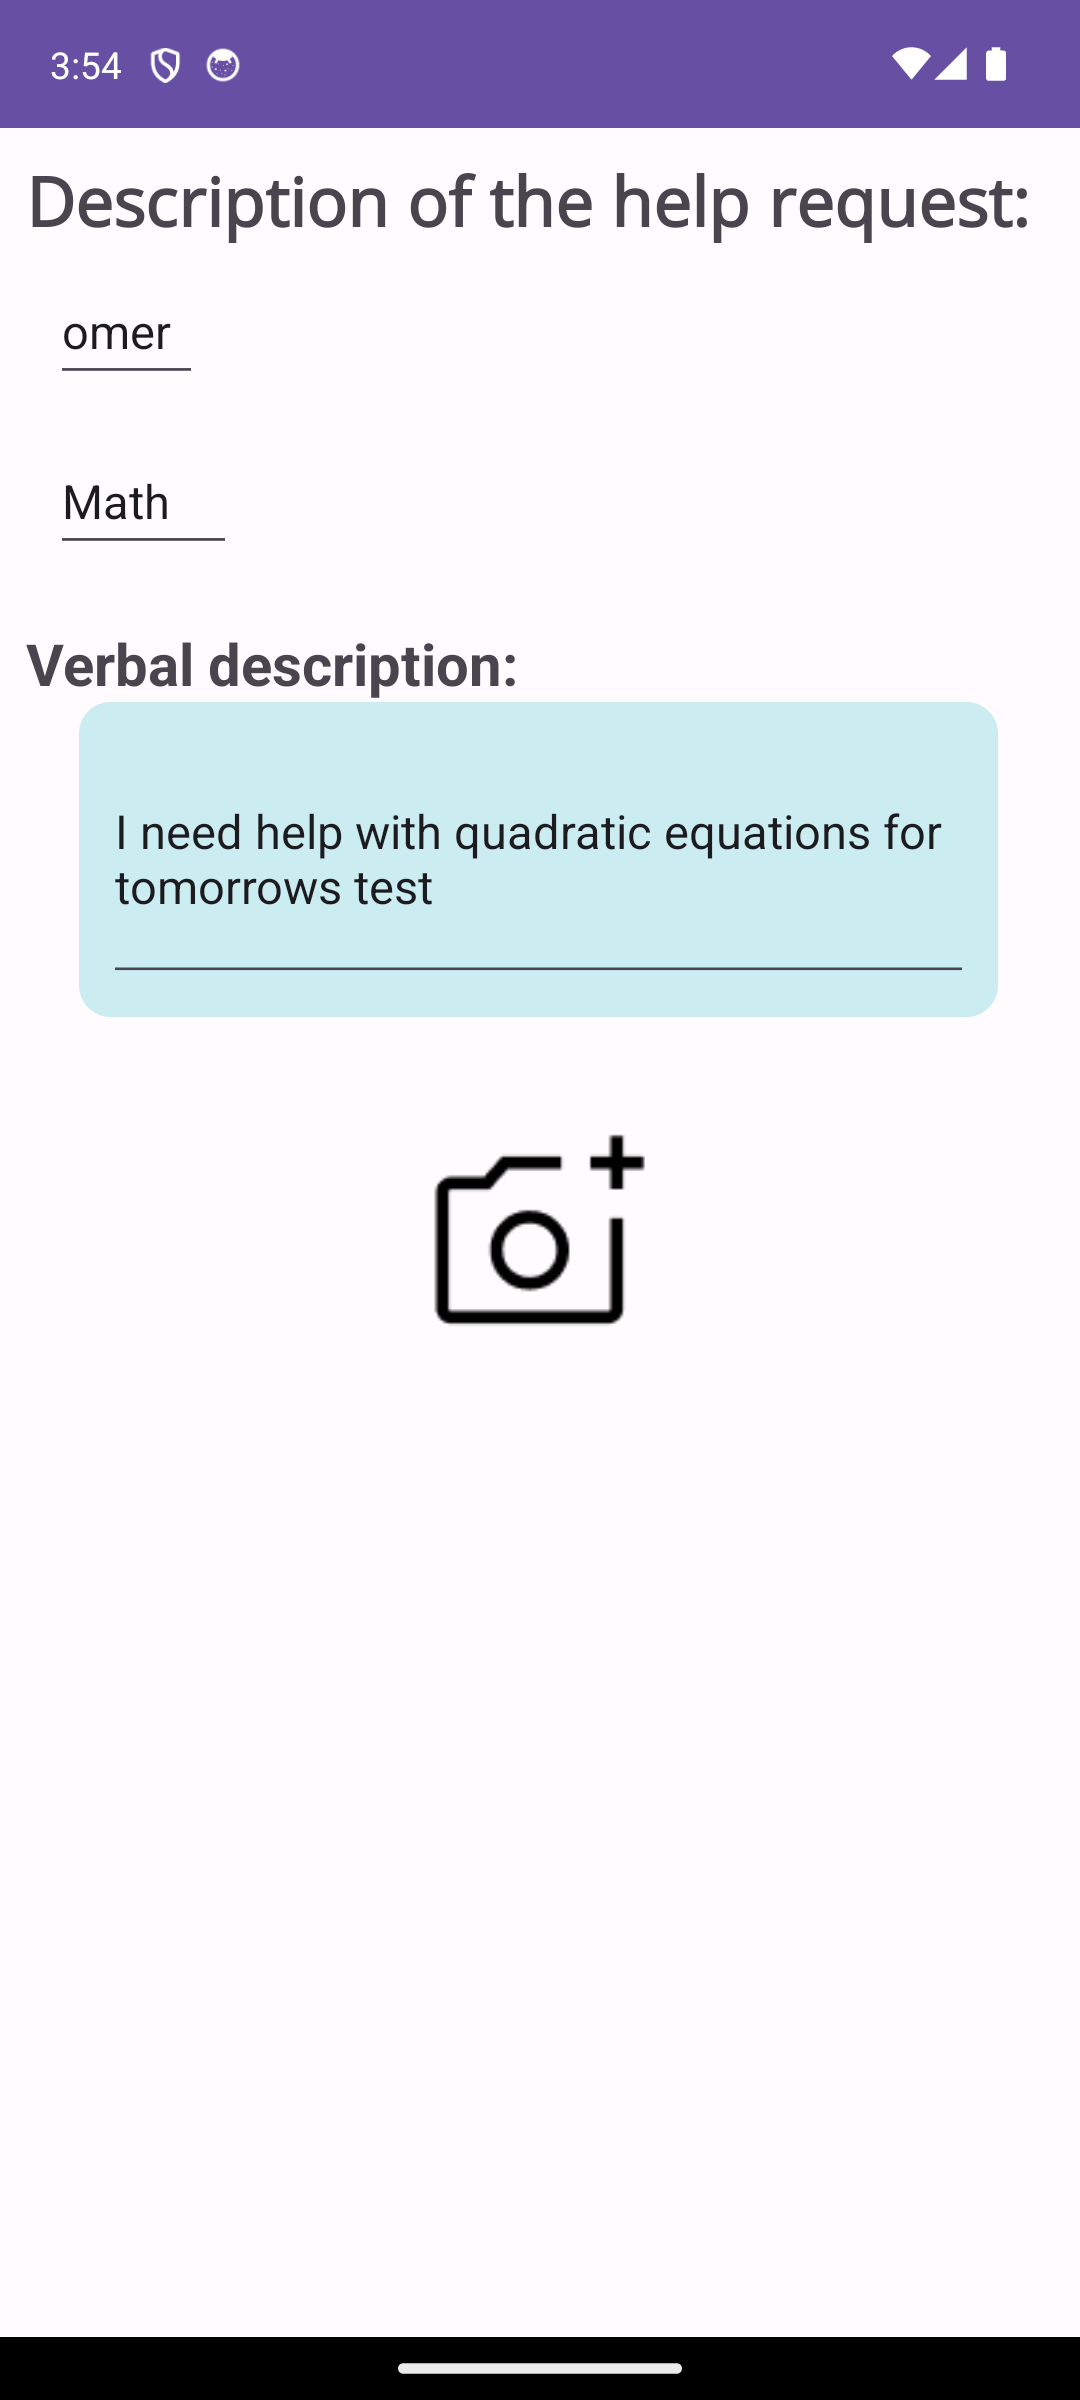 3:54
Description of the help request:
omer
Math
Verbal description:
I need help with quadratic equations for
tomorrows test